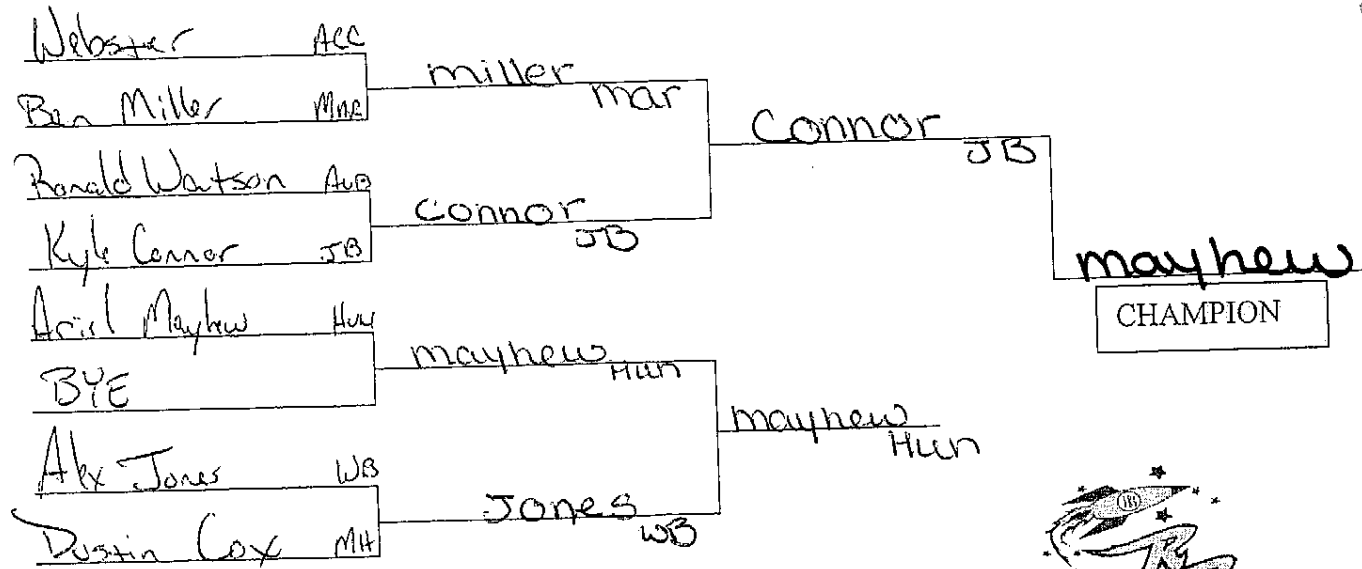 Webster ACC
miller
mar
Ben Miller MAR
Connor
JB
Ronald Watson AUB
Connor
JB
Kyle Connor JB
mayhew
CHAMPION
Ariel Mayhew HUN
mayhew
Hun
BYE
mayhew
Hun
Alex Jones WB
Jones
WB
Dustin Cox MH
JB